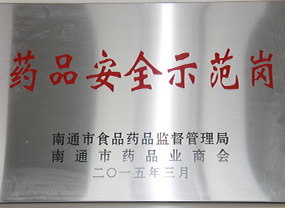 药品安全示范岗
南通市食品药品监督管理局
南通市药品业商会
二〇一五年三月